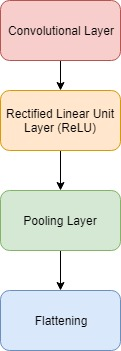 Convolutional Layer
Rectified Linear Unit
Layer (ReLU)
Pooling Layer
Flattening